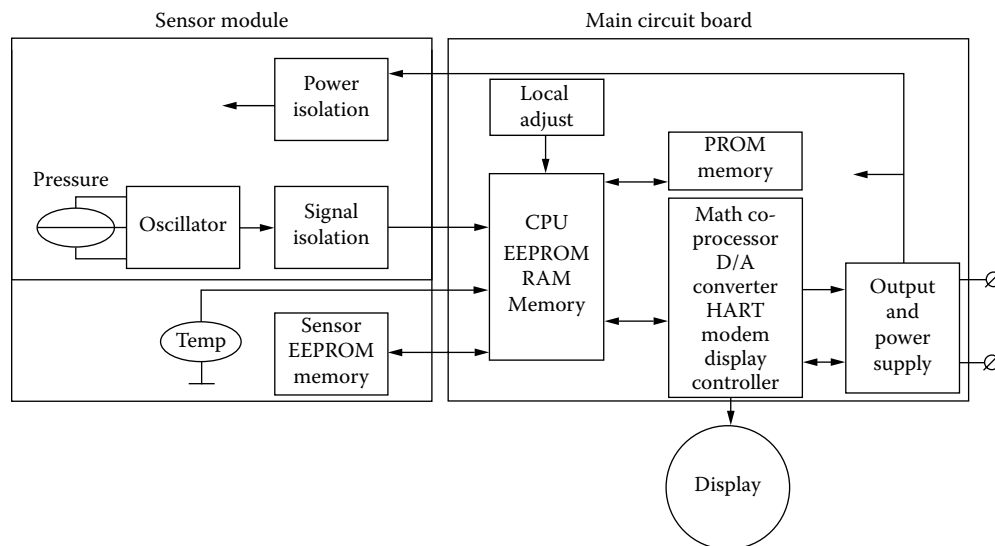 Sensor module
Main circuit board
Power
isolation
Local
adjust
PROM
memory
Pressure
Oscillator
Signal
isolation
CPU
EEPROM
RAM
Memory
Math co-
processor
D/A
converter
HART
modem
display
controller
Output
and
power
supply
Temp
Sensor
EEPROM
memory
Display